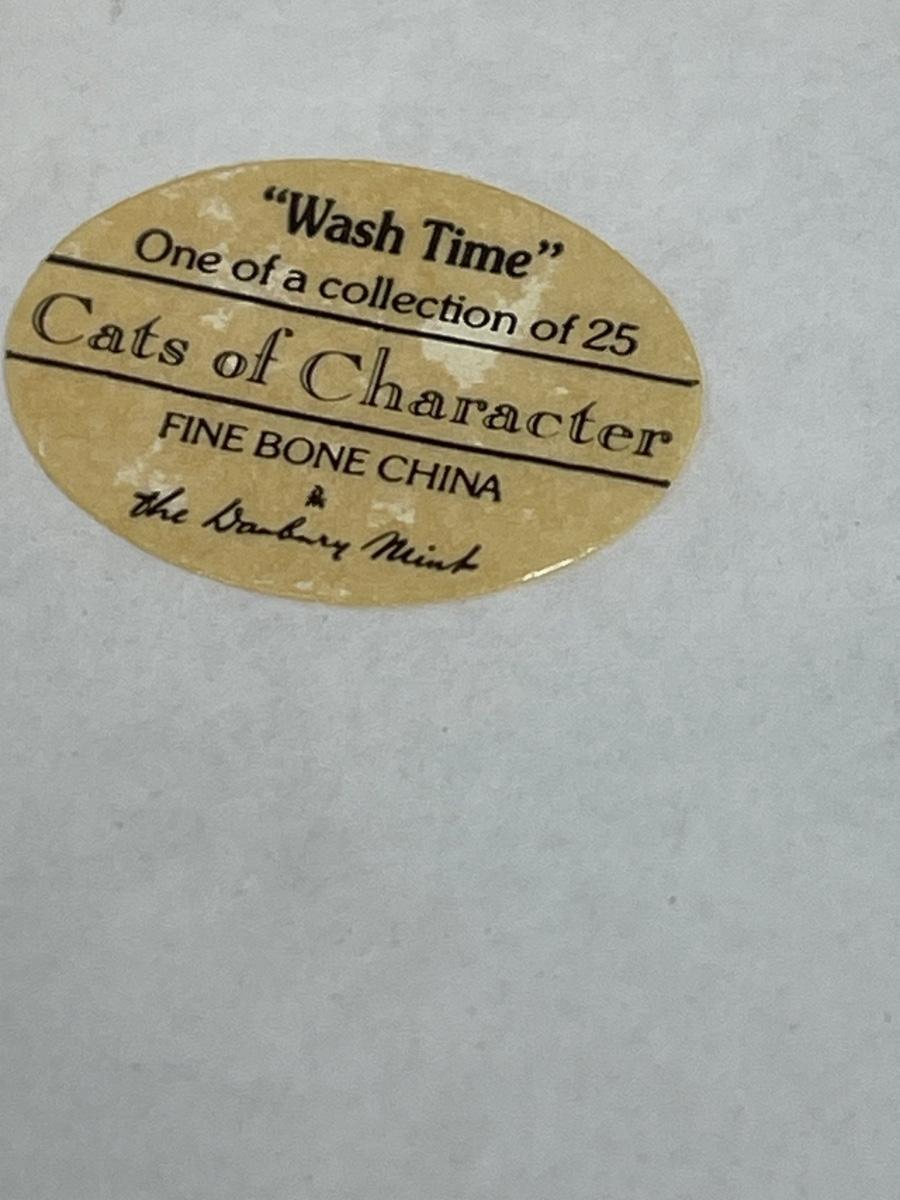 “Wash Time”
One of a collection of 25
Cats of Character
FINE BONE CHINA
the Danbury Mint